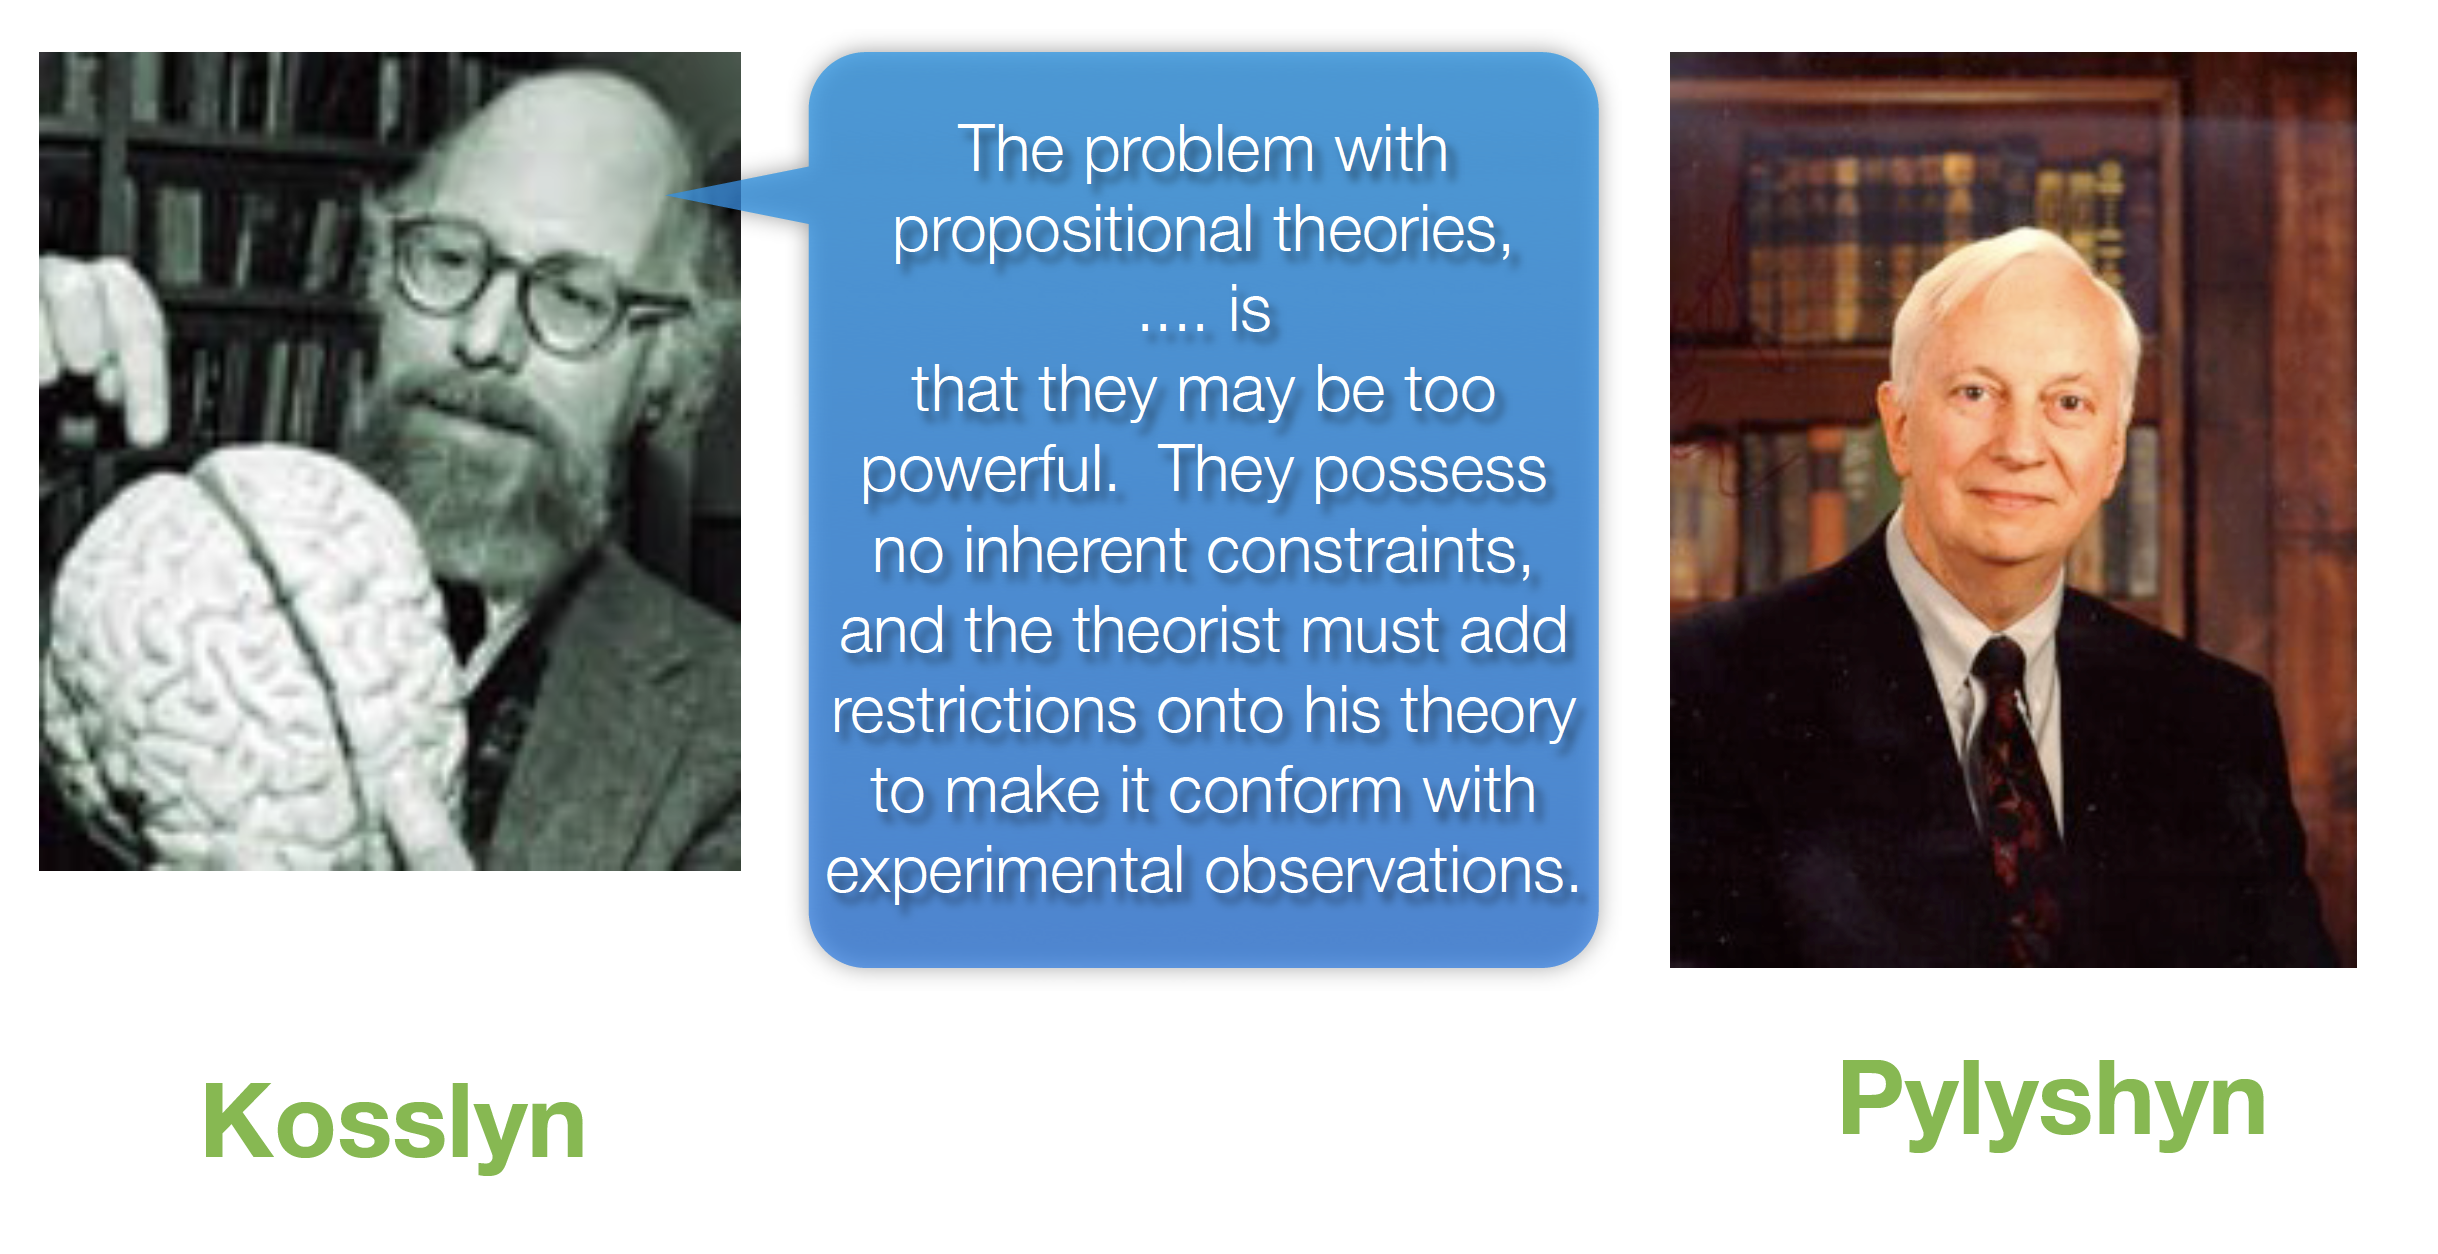 The problem with
propositional theories,
.... is
that they may be too
powerful.  They possess
no inherent constraints,
and the theorist must add
restrictions onto his theory
to make it conform with
experimental observations.
Kosslyn
Pylyshyn